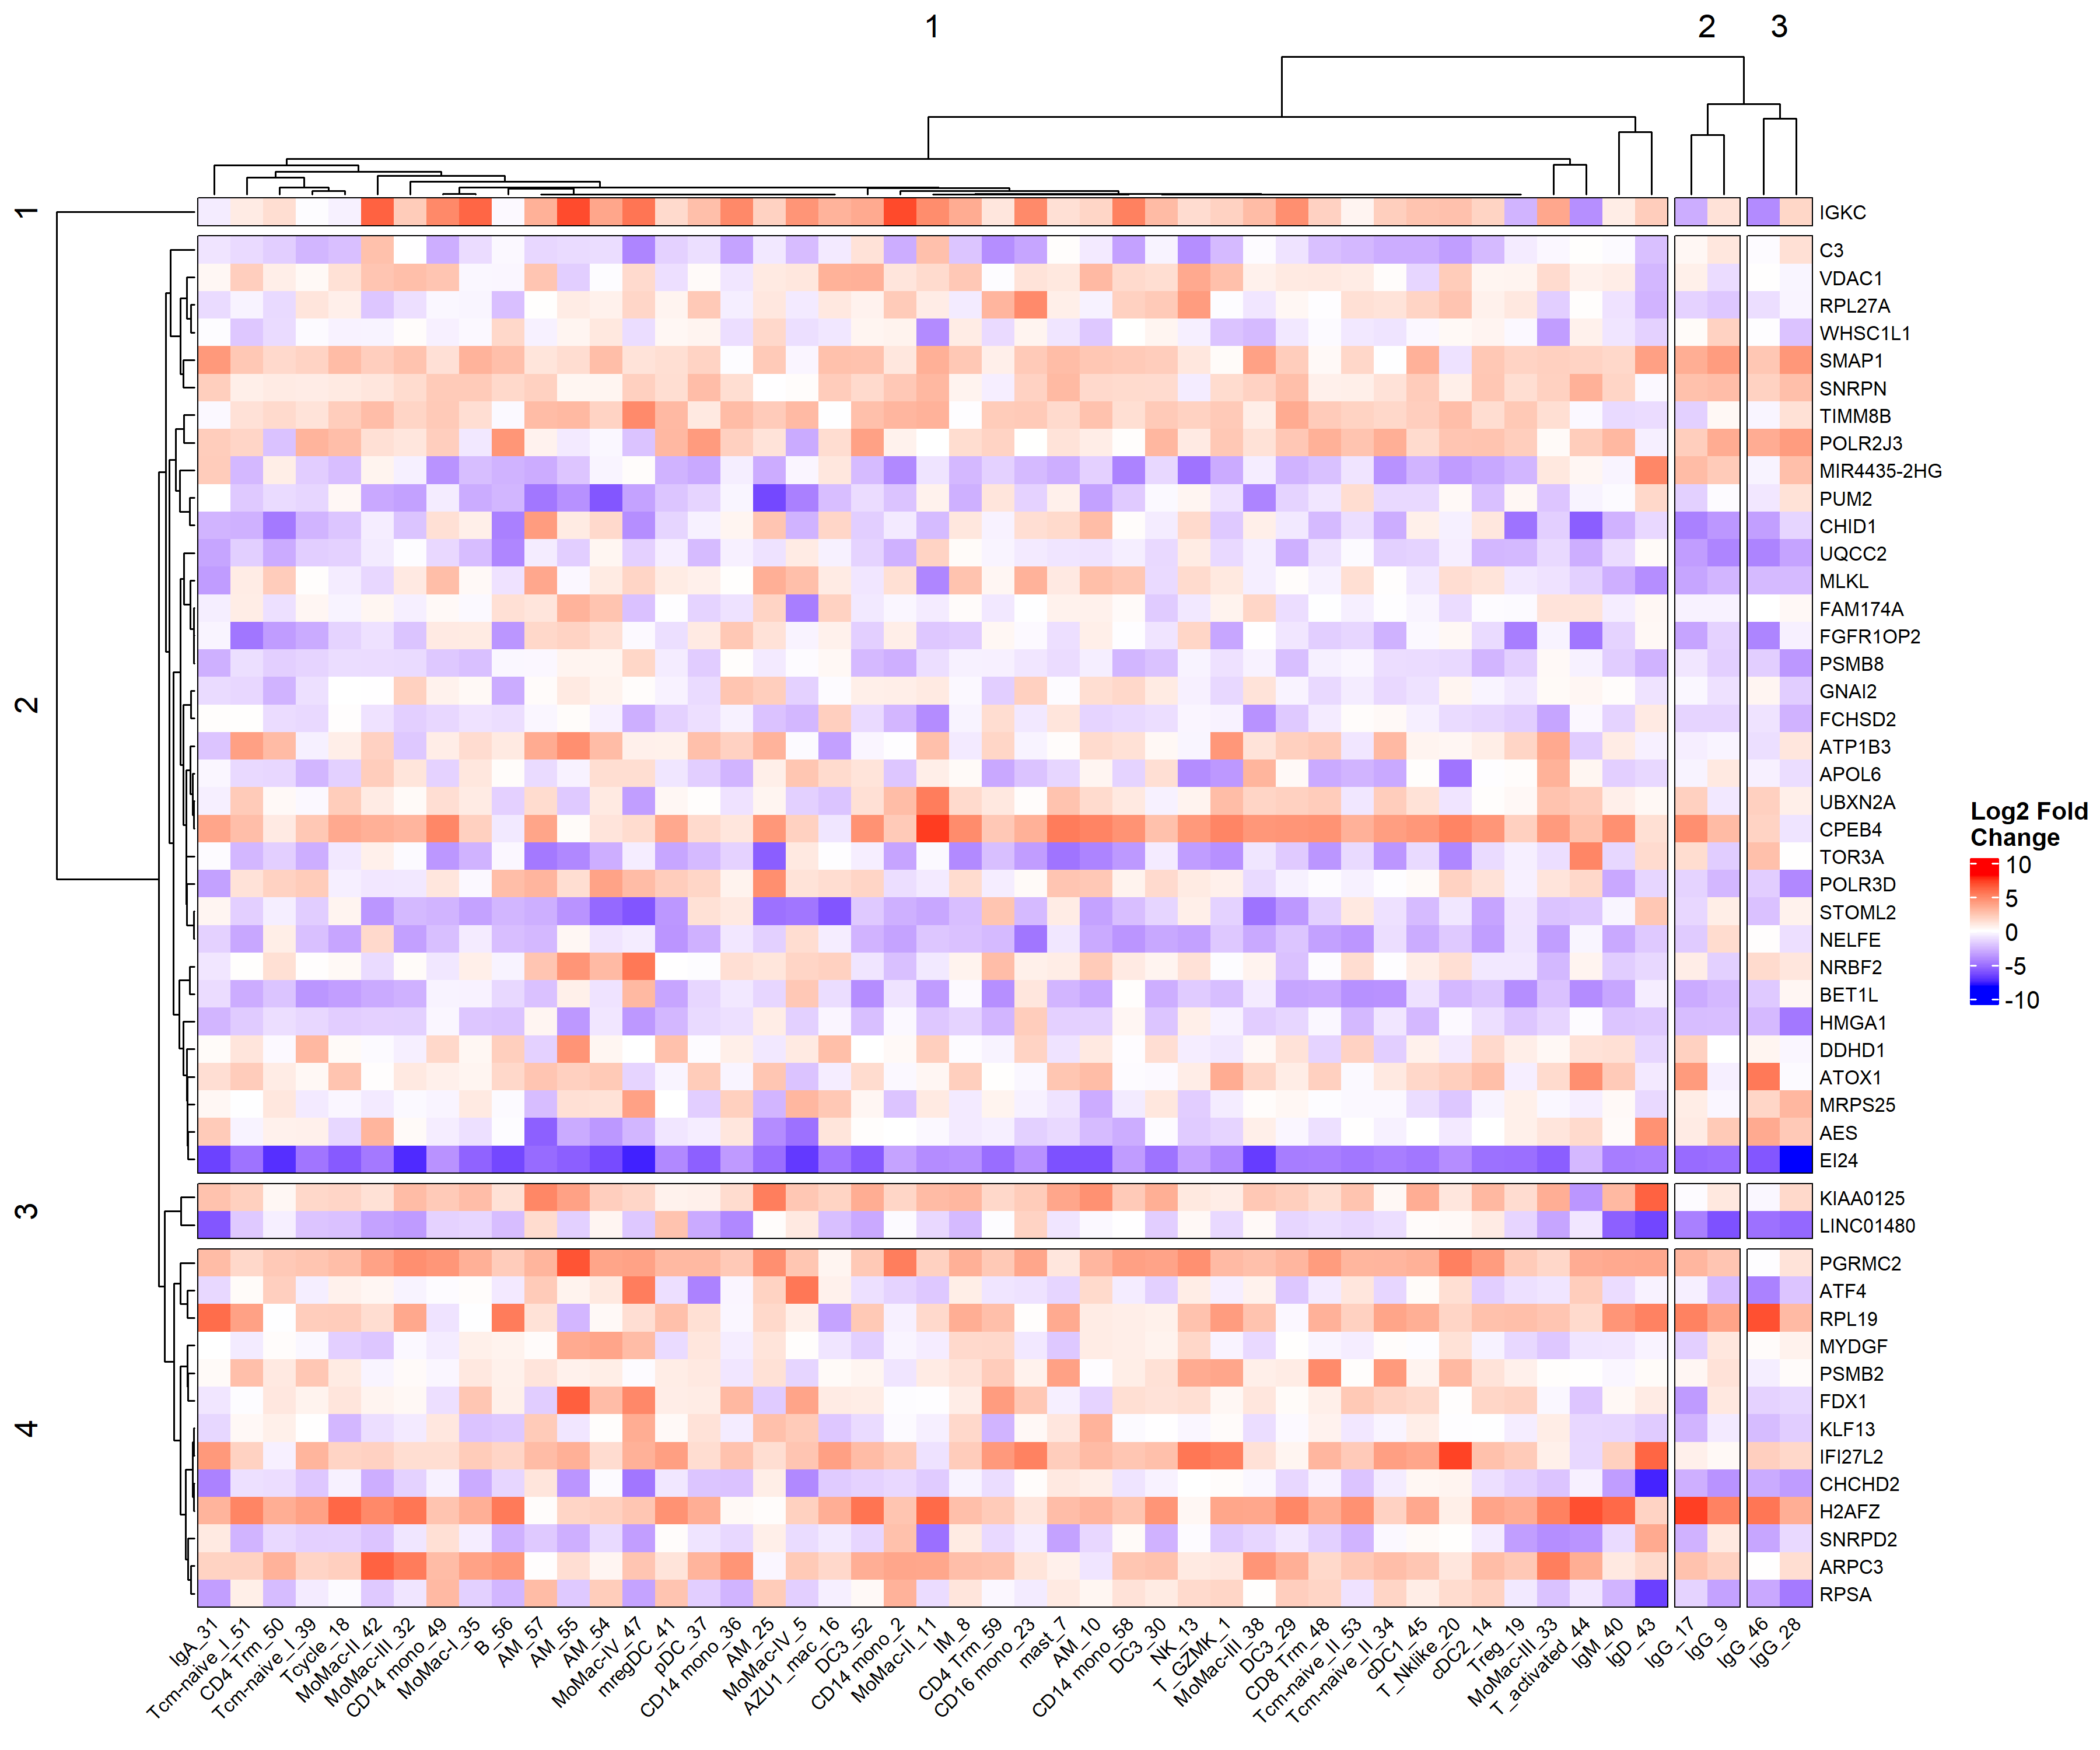 1
2
3
1
IGKC
2
C3
VDAC1
RPL27A
WHSC1L1
SMAP1
SNRPN
TIMM8B
POLR2J3
MIR4435-2HG
PUM2
CHID1
UQCC2
MLKL
FAM174A
FGFR1OP2
PSMB8
GNAI2
FCHSD2
ATP1B3
APOL6
UBXN2A
CPEB4
TOR3A
POLR3D
STOML2
NELFE
NRBF2
BET1L
HMGA1
DDHD1
ATOX1
MRPS25
AES
EI24
3
KIAA0125
LINC01480
4
PGRMC2
ATF4
RPL19
MYDGF
PSMB2
FDX1
KLF13
IFI27L2
CHCHD2
H2AFZ
SNRPD2
ARPC3
RPSA
Log2 Fold
Change
10
5
0
-5
-10
IgA_31
Tcm-naive_I_51
CD4 Trm_50
Tcm-naive_I_39
Tcycle_18
MoMac-II_42
MoMac-III_32
CD14 mono_49
MoMac-I_35
B_56
AM_57
AM_55
AM_54
MoMac-IV_47
mregDC_41
pDC_37
CD14 mono_36
AM_25
MoMac-IV_5
AZU1_mac_16
DC3_52
CD14 mono_2
MoMac-II_11
IM_8
CD4 Trm_59
CD16 mono_23
mast_7
AM_10
CD14 mono_58
DC3_30
NK_13
T_GZMK_1
MoMac-III_38
DC3_29
CD8 Trm_48
Tcm-naive_II_53
Tcm-naive_II_34
cDC1_45
T_Nklike_20
cDC2_14
Treg_19
MoMac-III_33
T_activated_44
IgM_40
IgD_43
IgG_17
IgG_9
IgG_46
IgG_28